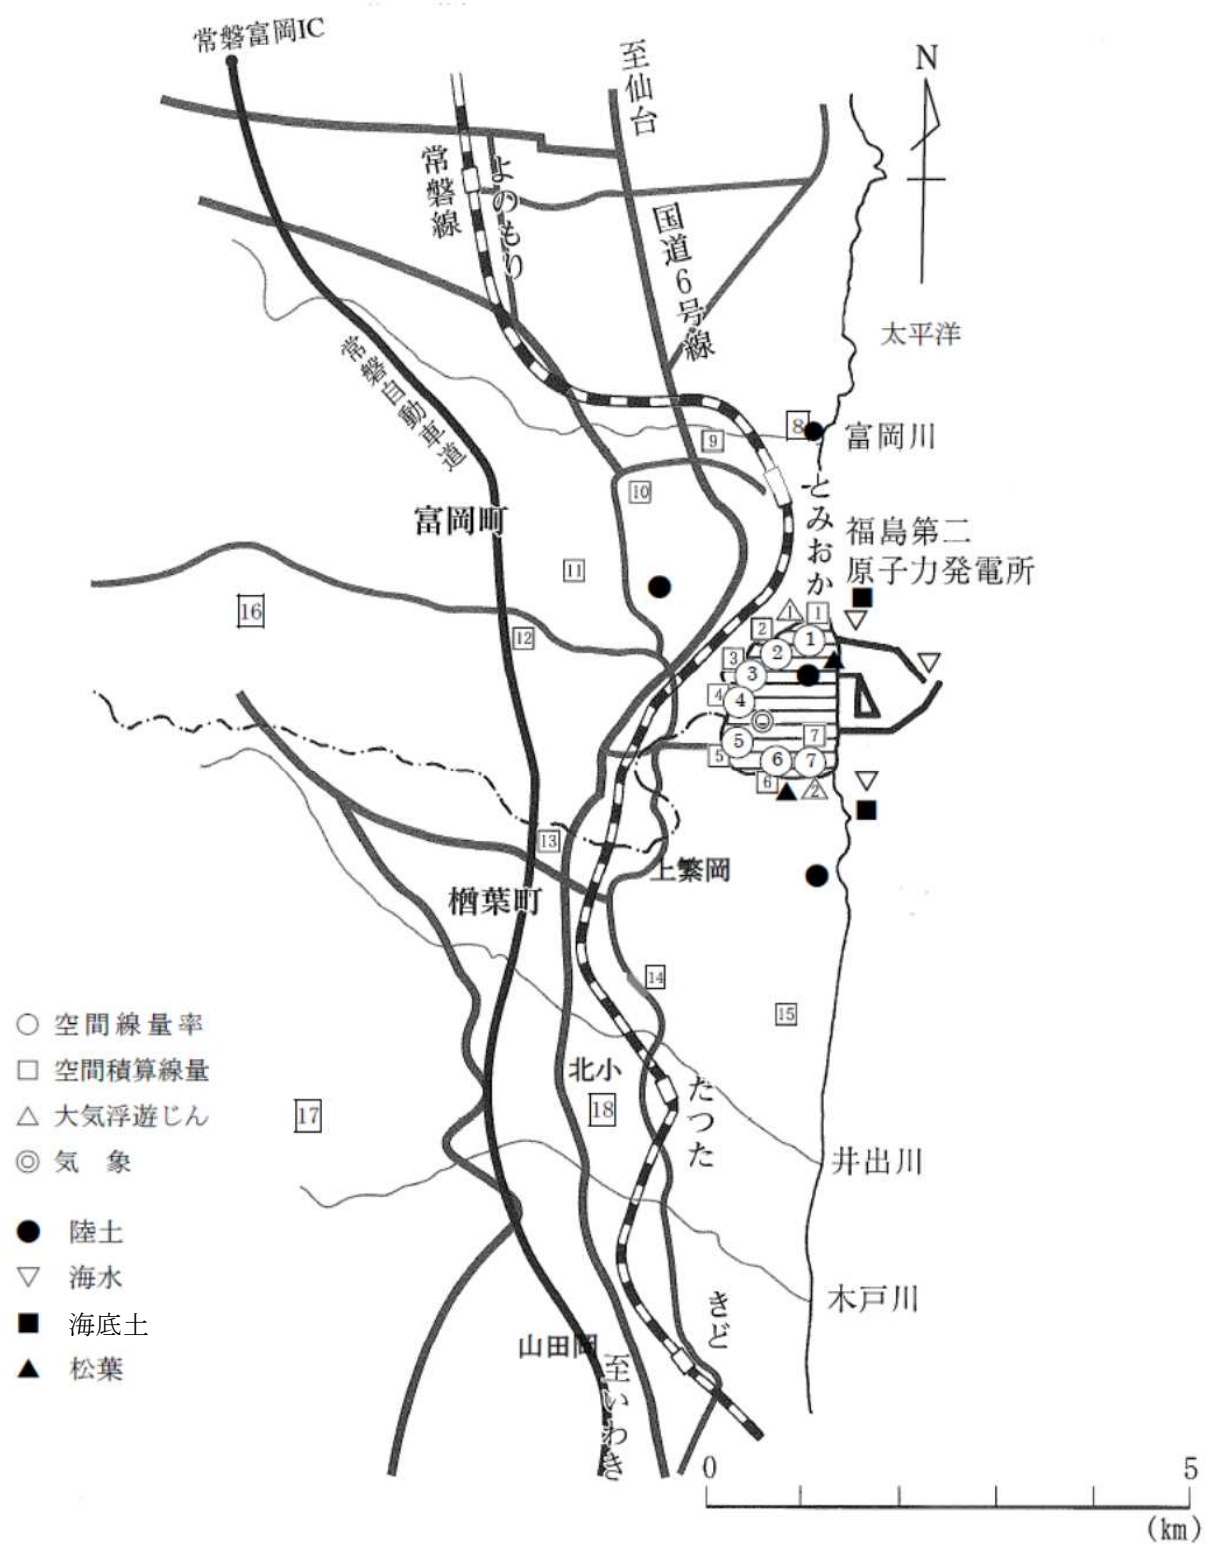 常磐富岡IC
至仙台
N
常磐線
よのもり
国道6号線
太平洋
常磐自動車道
8
富岡川
9
10
とみおか
富岡町
福島第二
原子力発電所
11
16
12
1
1
2
1
2
3
3
4
4
5
5
7
6
7
6
2
13
上繁岡
楢葉町
14
15
北小
18
たつた
17
井出川
木戸川
きど
山田岡
至いわき
○ 空間線量率
□ 空間積算線量
△ 大気浮遊じん
◎ 気 象
● 陸土
▽ 海水
■ 海底土
▲ 松葉
0 5
(km)